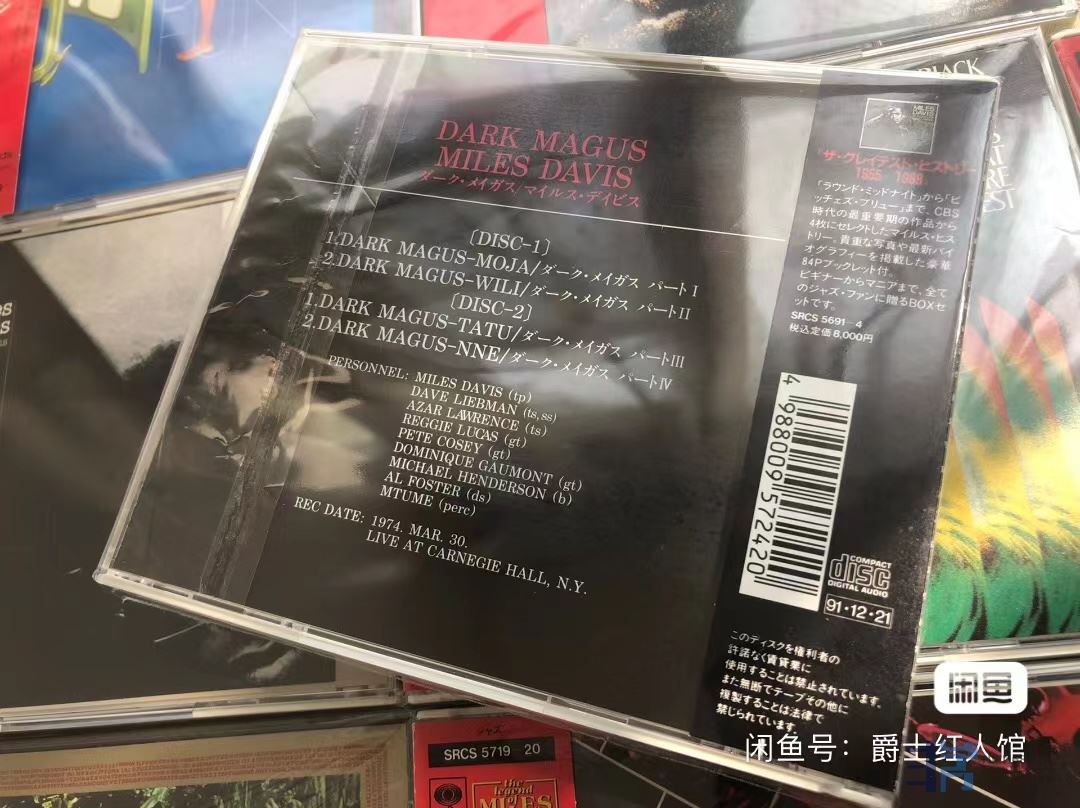 DARK MAGUS
MILES DAVIS
ダーク・メイガス/マイルス・デイビス
[DISC-1]
1.DARK MAGUS-MOJA/ダーク・メイガス パートI
2.DARK MAGUS-WILI/ダーク・メイガス パートII
[DISC-2]
1.DARK MAGUS-TATU/ダーク・メイガス パートIII
2.DARK MAGUS-NNE/ダーク・メイガス パートIV
PERSONNEL: MILES DAVIS (tp)
DAVE LIEBMAN (ts,ss)
AZAR LAWRENCE (ts)
REGGIE LUCAS (gt)
PETE COSEY (gt)
DOMINIQUE GAUMONT (gt)
MICHAEL HENDERSON (b)
AL FOSTER (ds)
MTUME (perc)
REC DATE: 1974. MAR. 30.
LIVE AT CARNEGIE HALL, N.Y.
MILES
DAVIS
ザ・グレイテスト・ヒストリー
1955 1988
「ラウンド・ミッドナイト」から「ビ
ッチェズ・ブリュー」まで、CBS
時代の最重要期の作品から
4枚にセレクトしたマイルス・ヒス
トリー。貴重な写真や最新バイ
オグラフィーを掲載した豪華
84Pブックレット付。
ビギナーからマニアまで、全て
のジャズ・ファンに贈るBOXセ
ットです。
SRCS 5691-4
税込定価8,000円
4 988009 572420
COMPACT
disc
DIGITAL AUDIO
91・12・21
このディスクを権利者の
許諾なく賃貸業に
使用することは禁止されています。
また無断でテープその他に
複製することは法律で
禁じられています。
BLACK
ジャズ
SRCS 5719 20
the
legend
MILES
闲鱼
闲鱼号：爵士红人馆